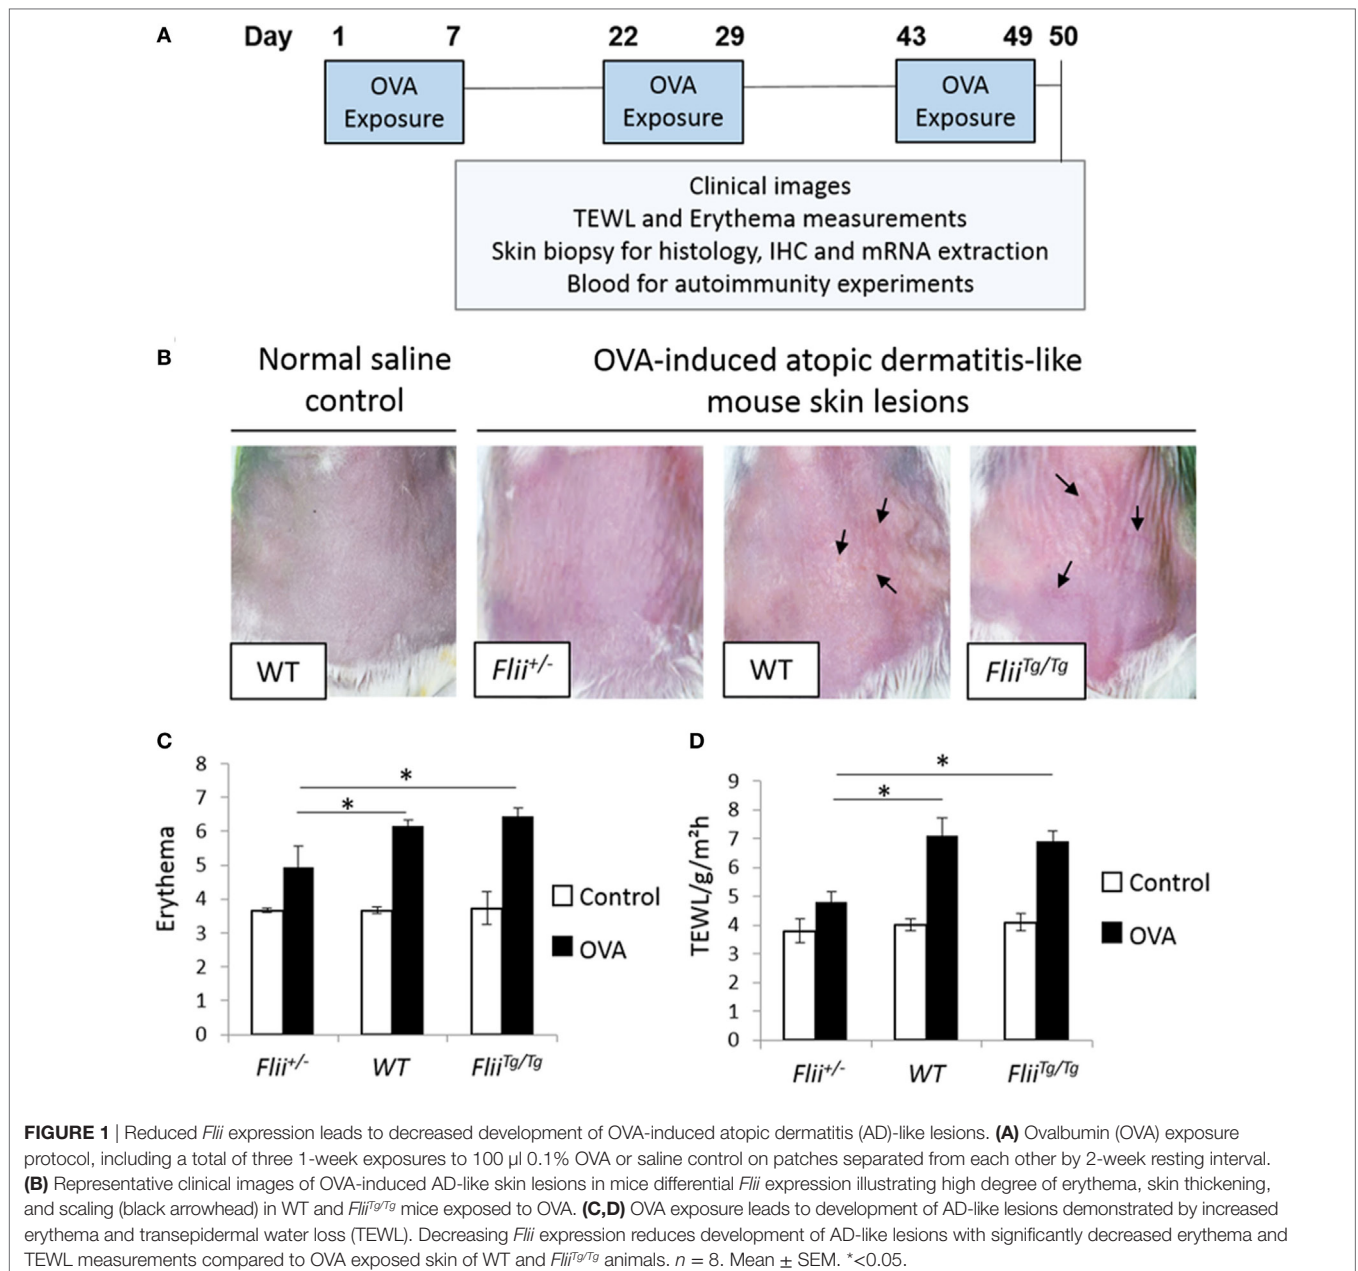 A
Day 1 7 22 29 43 49 50
OVA
Exposure
OVA
Exposure
OVA
Exposure
Clinical images
TEWL and Erythema measurements
Skin biopsy for histology, IHC and mRNA extraction
Blood for autoimmunity experiments
B
Normal saline
control
OVA-induced atopic dermatitis-like
mouse skin lesions
WT
Flii+/-
WT
FliiTg/Tg
C
8
7
6
5
4
3
2
1
0
Erythema
*
*
Flii+/-
WT
FliiTg/Tg
Control
OVA
D
9
8
7
6
5
4
3
2
1
0
TEWL/g/m²h
*
*
Flii+/-
WT
FliiTg/Tg
Control
OVA
FIGURE 1 | Reduced Flii expression leads to decreased development of OVA-induced atopic dermatitis (AD)-like lesions. (A) Ovalbumin (OVA) exposure
protocol, including a total of three 1-week exposures to 100 µl 0.1% OVA or saline control on patches separated from each other by 2-week resting interval.
(B) Representative clinical images of OVA-induced AD-like skin lesions in mice differential Flii expression illustrating high degree of erythema, skin thickening,
and scaling (black arrowhead) in WT and FliiTg/Tg mice exposed to OVA. (C,D) OVA exposure leads to development of AD-like lesions demonstrated by increased
erythema and transepidermal water loss (TEWL). Decreasing Flii expression reduces development of AD-like lesions with significantly decreased erythema and
TEWL measurements compared to OVA exposed skin of WT and FliiTg/Tg animals. n = 8. Mean ± SEM. *<0.05.